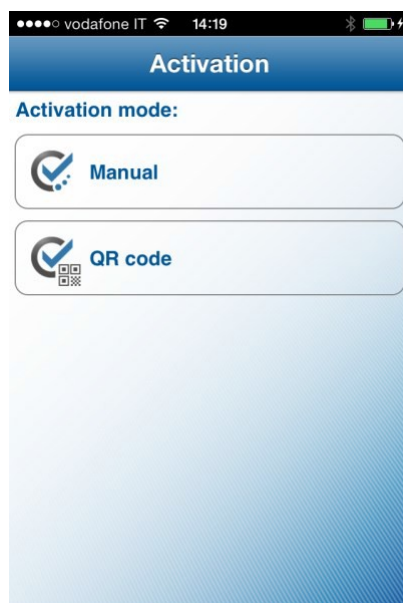 vodafone IT 14:19
Activation
Activation mode:
Manual
QR code